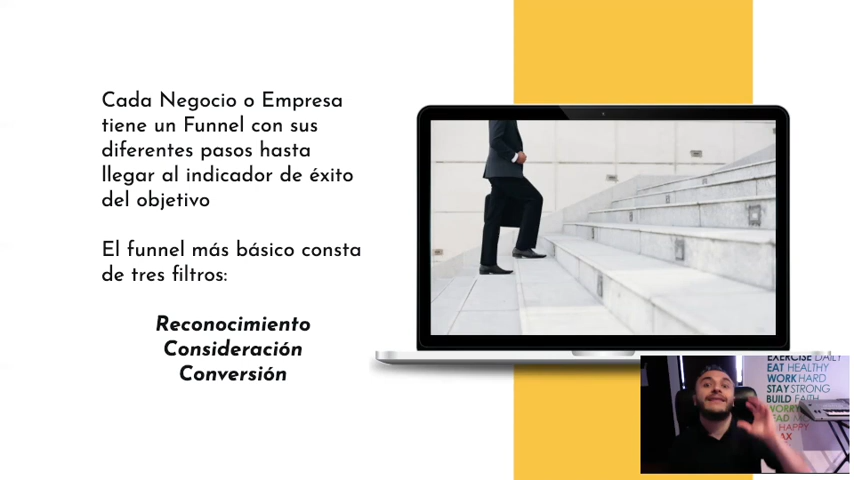 Cada Negocio o Empresa
tiene un Funnel con sus
diferentes pasos hasta
llegar al indicador de éxito
del objetivo
El funnel más básico consta
de tres filtros:
Reconocimiento
Consideración
Conversión
EXERCISE DAILY
EAT HEALTHY
WORK HARD
STAY STRONG
BUILD FAITH
WORRY
HAPPY